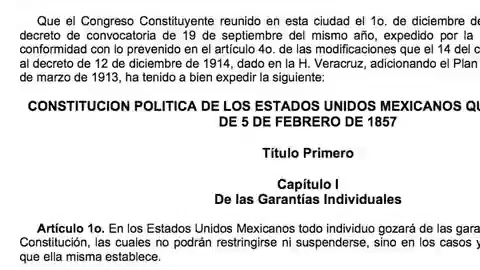 Que el Congreso Constituyente reunido en esta ciudad el 1o. de diciembre de
decreto de convocatoria de 19 de septiembre del mismo año, expedido por la
conformidad con lo prevenido en el artículo 4o. de las modificaciones que el 14 del c
al decreto de 12 de diciembre de 1914, dado en la H. Veracruz, adicionando el Plan
de marzo de 1913, ha tenido a bien expedir la siguiente:
CONSTITUCION POLITICA DE LOS ESTADOS UNIDOS MEXICANOS QU
DE 5 DE FEBRERO DE 1857
Título Primero
Capítulo I
De las Garantías Individuales
Artículo 1o. En los Estados Unidos Mexicanos todo individuo gozará de las gara
Constitución, las cuales no podrán restringirse ni suspenderse, sino en los casos y
que ella misma establece.